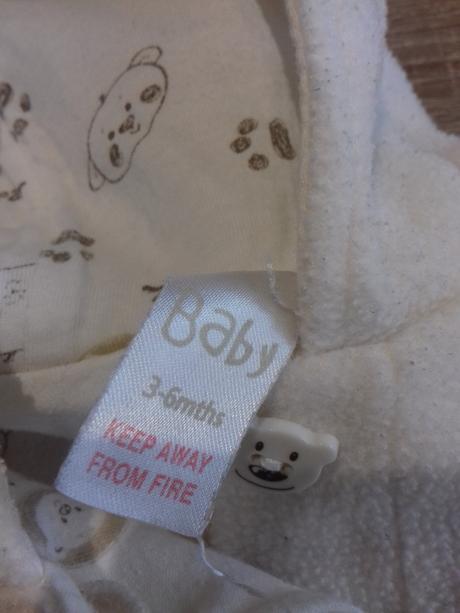 Baby
3-6mths
KEEP AWAY
FROM FIRE